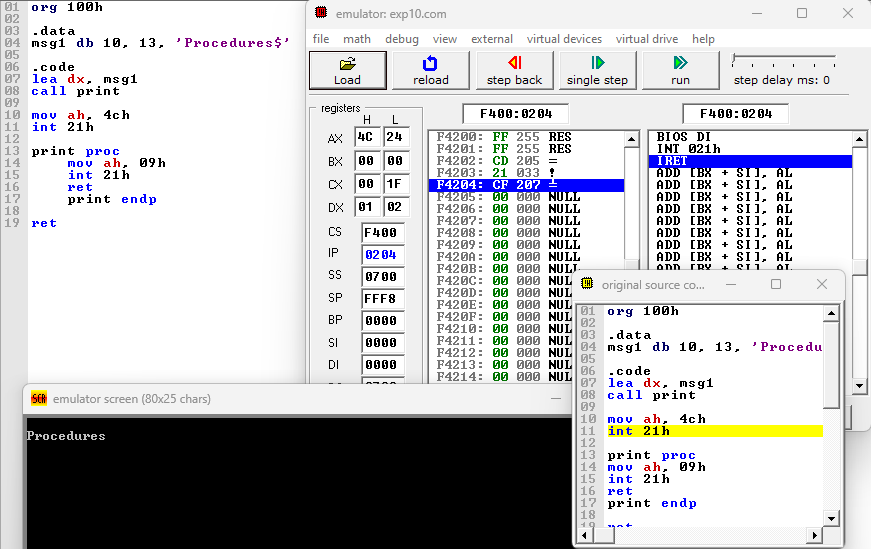 01 org 100h
02
03 .data
04 msg1 db 10, 13, 'Procedures$'
05
06 .code
07 lea dx, msg1
08 call print
09
10 mov ah, 4ch
11 int 21h
12
13 print proc
14 mov ah, 09h
15 int 21h
16 ret
17 print endp
18
19 ret
emulator: exp10.com
file math debug view external virtual devices virtual drive help
Load reload step back single step run step delay ms: 0
registers
H L
AX 4C 24
BX 00 00
CX 00 1F
DX 01 02
CS F400
IP 0204
SS 0700
SP FFF8
BP 0000
SI 0000
DI 0000
F400:0204 F400:0204
F4200: FF 255 RES
F4201: FF 255 RES
F4202: CD 205 =
F4203: 21 033 !
F4204: CF 207 ╧
F4205: 00 000 NULL
F4206: 00 000 NULL
F4207: 00 000 NULL
F4208: 00 000 NULL
F4209: 00 000 NULL
F420A: 00 000 NULL
F420B: 00 000 NULL
F420C: 00 000 NULL
F420D: 00 000 NULL
F420E: 00 000 NULL
F420F: 00 000 NULL
F4210: 00 000 NULL
F4211: 00 000 NULL
F4212: 00 000 NULL
F4213: 00 000 NULL
F4214: 00 000 NULL
BIOS DI
INT 021h
IRET
ADD [BX + SI], AL
ADD [BX + SI], AL
ADD [BX + SI], AL
ADD [BX + SI], AL
ADD [BX + SI], AL
ADD [BX + SI], AL
ADD [BX + SI], AL
ADD [BX + SI], AL
ADD [BX + SI], AL
original source co...
01 org 100h
02
03 .data
04 msg1 db 10, 13, 'Procedu
05
06 .code
07 lea dx, msg1
08 call print
09
10 mov ah, 4ch
11 int 21h
12
13 print proc
14 mov ah, 09h
15 int 21h
16 ret
17 print endp
18
SCR emulator screen (80x25 chars)
Procedures